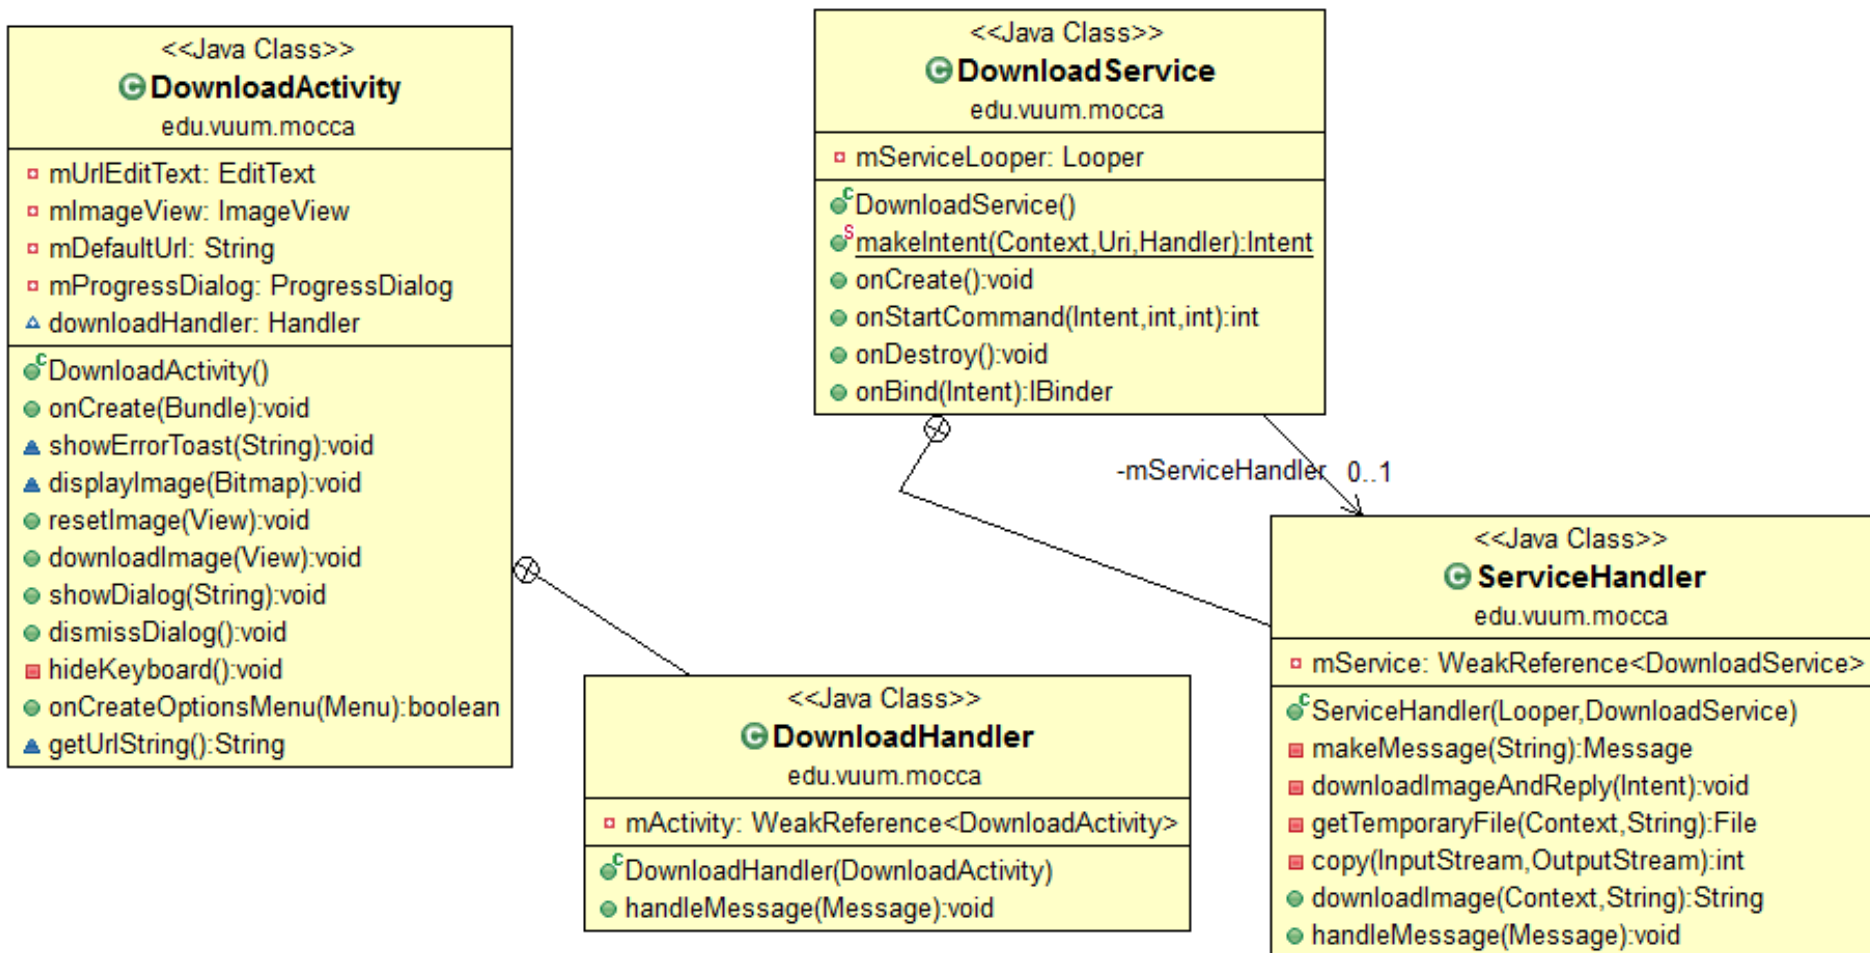 <<Java Class>>
DownloadActivity
edu.vuum.mocca
mUrlEditText: EditText
mImageView: ImageView
mDefaultUrl: String
mProgressDialog: ProgressDialog
downloadHandler: Handler
DownloadActivity()
onCreate(Bundle):void
showErrorToast(String):void
displayImage(Bitmap):void
resetImage(View):void
downloadImage(View):void
showDialog(String):void
dismissDialog():void
hideKeyboard():void
onCreateOptionsMenu(Menu):boolean
getUrlString():String
<<Java Class>>
DownloadService
edu.vuum.mocca
mServiceLooper: Looper
DownloadService()
makeIntent(Context,Uri,Handler):Intent
onCreate():void
onStartCommand(Intent,int,int):int
onDestroy():void
onBind(Intent):IBinder
-mServiceHandler 0..1
<<Java Class>>
DownloadHandler
edu.vuum.mocca
mActivity: WeakReference<DownloadActivity>
DownloadHandler(DownloadActivity)
handleMessage(Message):void
<<Java Class>>
ServiceHandler
edu.vuum.mocca
mService: WeakReference<DownloadService>
ServiceHandler(Looper,DownloadService)
makeMessage(String):Message
downloadImageAndReply(Intent):void
getTemporaryFile(Context,String):File
copy(InputStream,OutputStream):int
downloadImage(Context,String):String
handleMessage(Message):void